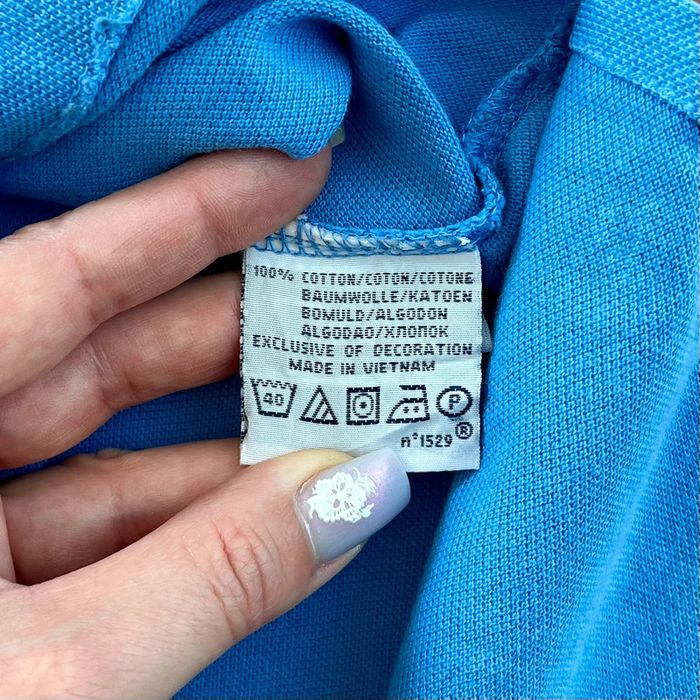 100% COTTON/COTON/COTONE
BAUMWOLLE/KATOEN
BOMULD/ALGODON
ALGODAO/ХЛОПОК
EXCLUSIVE OF DECORATION
MADE IN VIETNAM
40 P
n°1529 ®